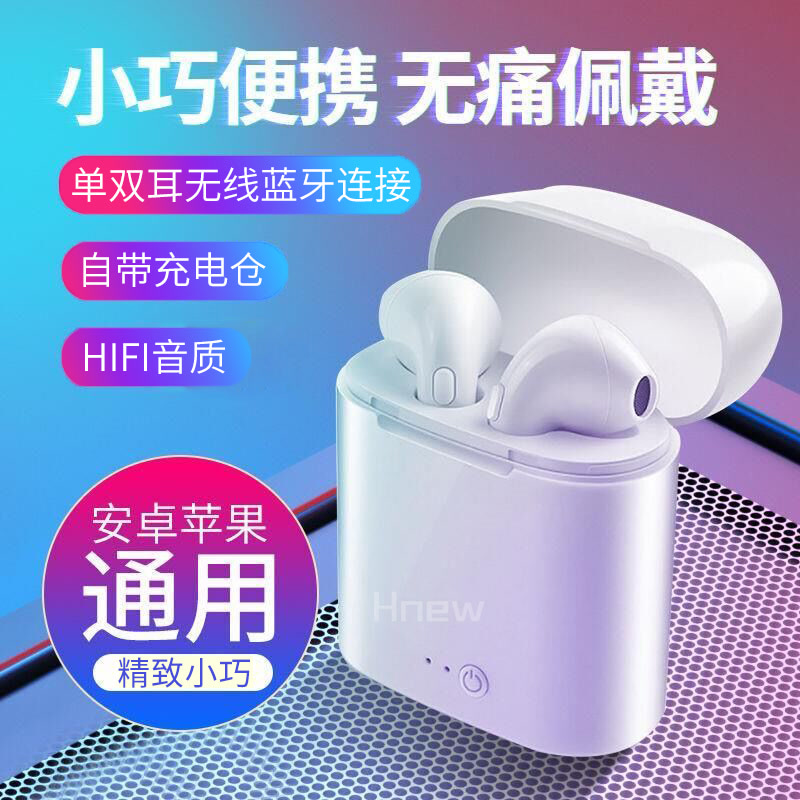 小巧便携 无痛佩戴
单双耳无线蓝牙连接
自带充电仓
HIFI音质
安卓苹果
通用
精致小巧
Hnew